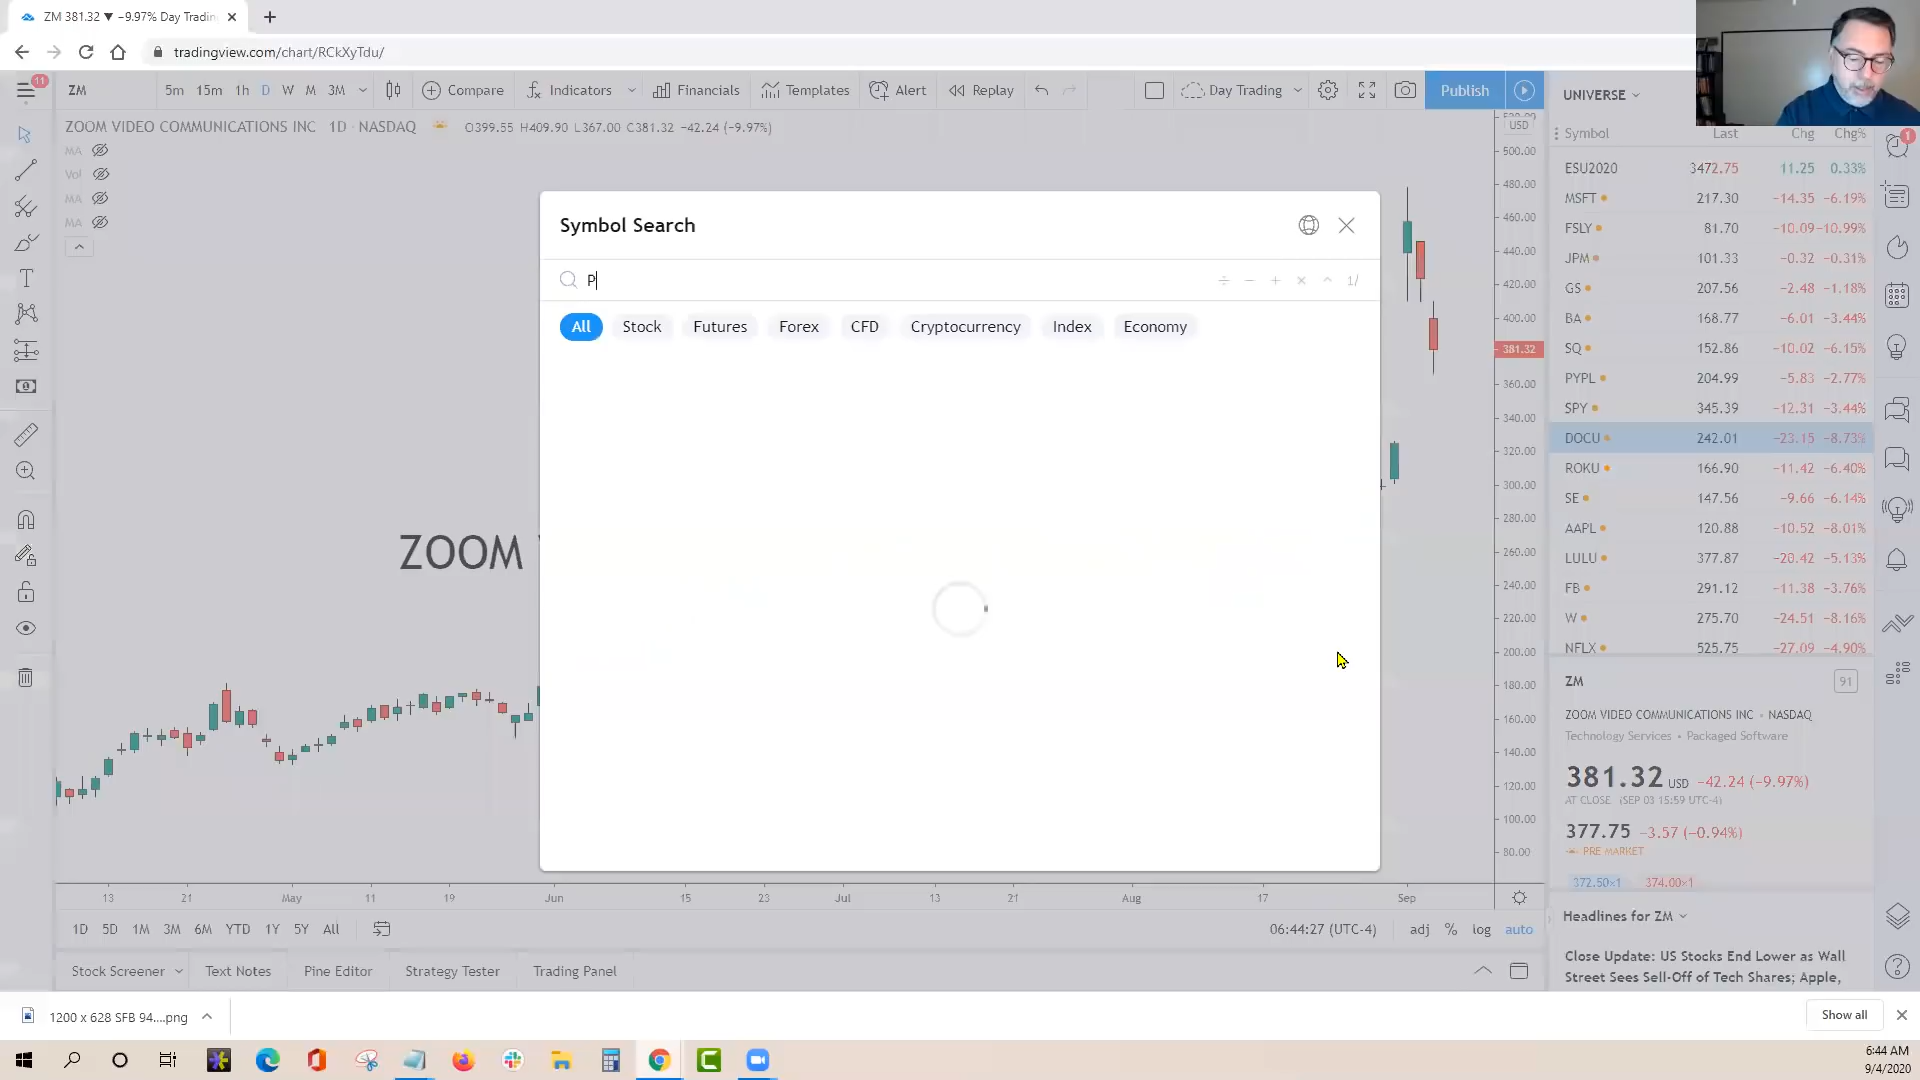 ZM 381.32 ▼ −9.97% Day Tradin
tradingview.com/chart/RCkXyTdu/
11
ZM
5m 15m 1h D W M 3M
Compare
Indicators
Financials
Templates
Alert
Replay
Day Trading
Publish
UNIVERSE
ZOOM VIDEO COMMUNICATIONS INC 1D NASDAQ
O399.55 H409.90 L367.00 C381.32 −42.24 (−9.97%)
MA
Vol
MA
MA
USD
500.00
480.00
460.00
440.00
420.00
400.00
381.32
360.00
340.00
320.00
300.00
280.00
260.00
240.00
220.00
200.00
180.00
160.00
140.00
120.00
100.00
80.00
Symbol Search
P
1/
All Stock Futures Forex CFD Cryptocurrency Index Economy
ZOOM
Symbol Last Chg Chg%
1
ESU2020 3472.75 11.25 0.33%
MSFT 217.30 −14.35 −6.19%
FSLY 81.70 −10.09 −10.99%
JPM 101.33 −0.32 −0.31%
GS 207.56 −2.48 −1.18%
BA 168.77 −6.01 −3.44%
SQ 152.86 −10.02 −6.15%
PYPL 204.99 −5.83 −2.77%
SPY 345.39 −12.31 −3.44%
DOCU 242.01 −23.15 −8.73%
ROKU 166.90 −11.42 −6.40%
SE 147.56 −9.66 −6.14%
AAPL 120.88 −10.52 −8.01%
LULU 377.87 −20.42 −5.13%
FB 291.12 −11.38 −3.76%
W 275.70 −24.51 −8.16%
NFLX 525.75 −27.09 −4.90%
ZM 91
ZOOM VIDEO COMMUNICATIONS INC • NASDAQ
Technology Services • Packaged Software
381.32 USD −42.24 (−9.97%)
AT CLOSE (SEP 03 15:59 UTC-4)
377.75 −3.57 (−0.94%)
PRE MARKET
372.50×1 374.00×1
Headlines for ZM
Close Update: US Stocks End Lower as Wall
Street Sees Sell-Off of Tech Shares; Apple,
13 21 May 11 19 Jun 15 23 Jul 13 21 Aug 17 Sep
1D 5D 1M 3M 6M YTD 1Y 5Y All
06:44:27 (UTC-4) adj % log auto
Stock Screener Text Notes Pine Editor Strategy Tester Trading Panel
1200 x 628 SFB 94....png
Show all
6:44 AM
9/4/2020